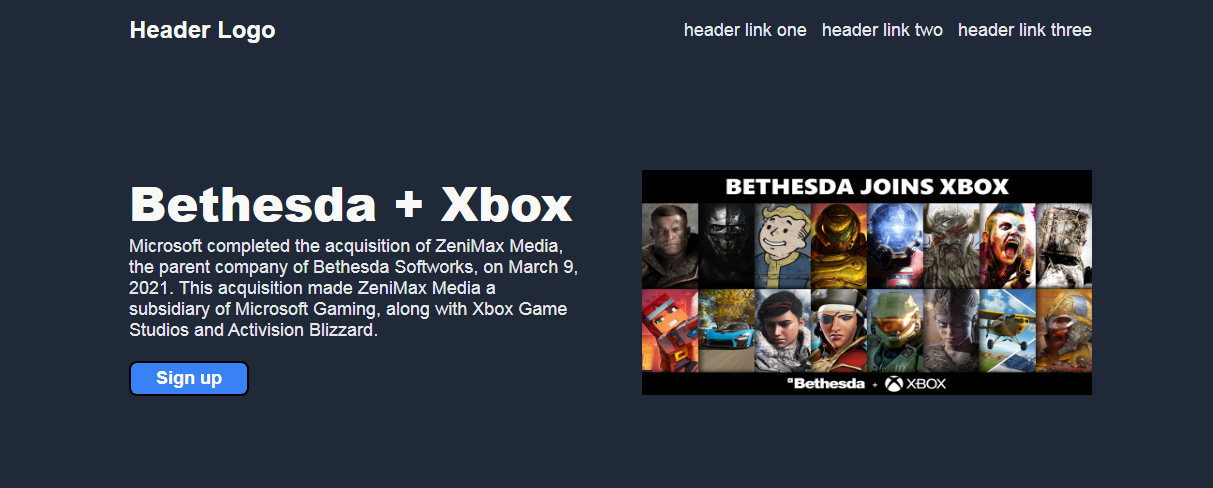 Header Logo
header link one header link two header link three
Bethesda + Xbox
Microsoft completed the acquisition of ZeniMax Media,
the parent company of Bethesda Softworks, on March 9,
2021. This acquisition made ZeniMax Media a
subsidiary of Microsoft Gaming, along with Xbox Game
Studios and Activision Blizzard.
Sign up
BETHESDA JOINS XBOX
Bethesda + XBOX